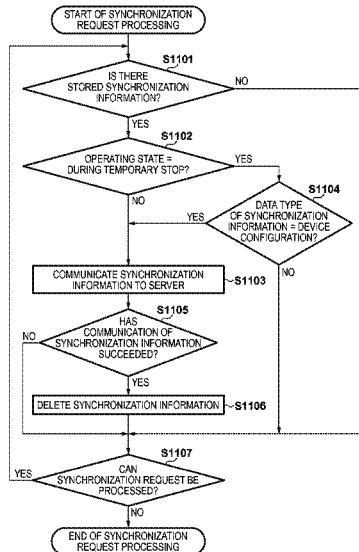 START OF SYNCHRONIZATION
REQUEST PROCESSING
S1101
IS THERE
STORED SYNCHRONIZATION
INFORMATION?
NO
YES
S1102
OPERATING STATE =
DURING TEMPORARY STOP?
YES
NO
S1104
DATA TYPE
OF SYNCHRONIZATION
INFORMATION = DEVICE
CONFIGURATION?
YES
NO
COMMUNICATE SYNCHRONIZATION
INFORMATION TO SERVER
S1103
S1105
HAS
COMMUNICATION OF
SYNCHRONIZATION INFORMATION
SUCCEEDED?
NO
YES
DELETE SYNCHRONIZATION INFORMATION
S1106
S1107
CAN
SYNCHRONIZATION REQUEST BE
PROCESSED?
YES
NO
END OF SYNCHRONIZATION
REQUEST PROCESSING